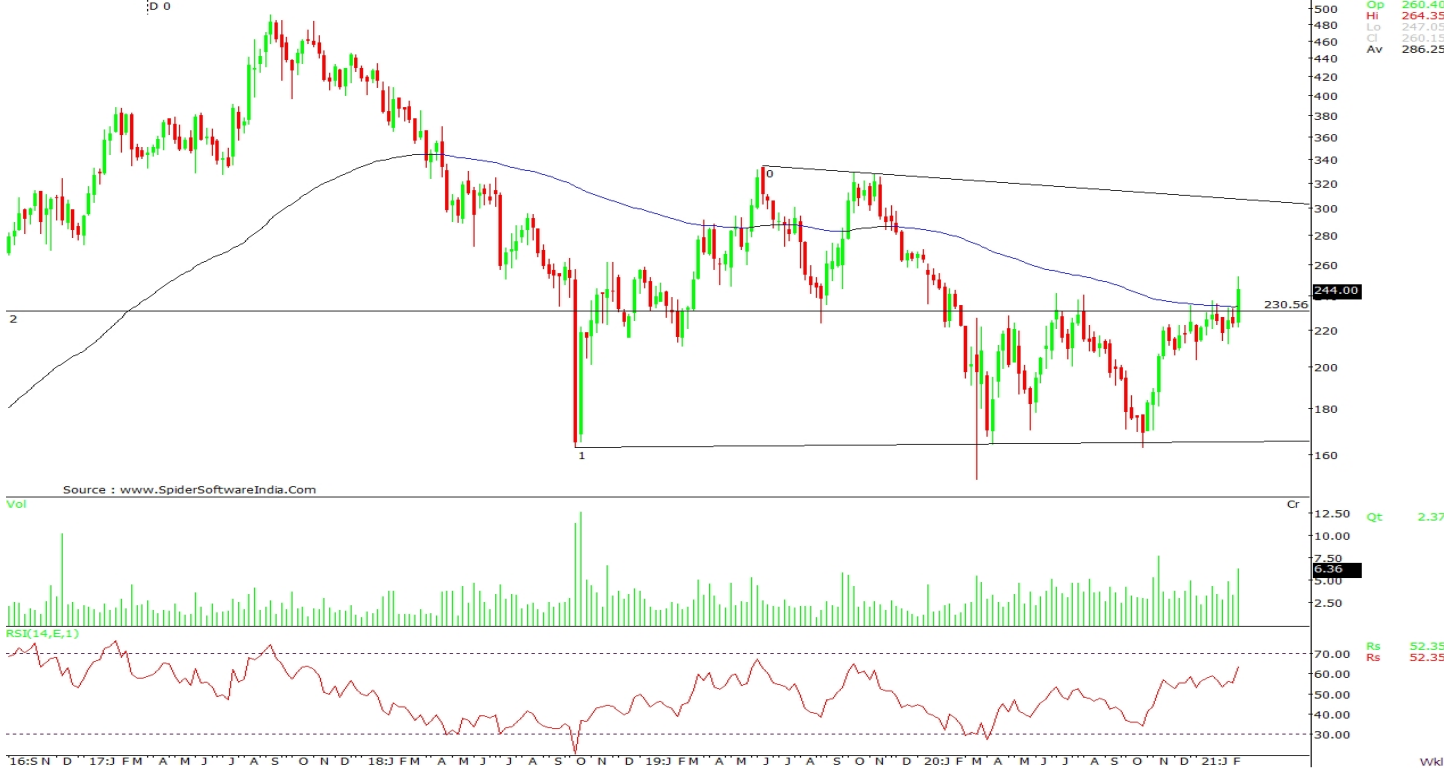 D 0
500
480
460
440
420
400
380
360
340
320
300
280
260
244.00
220
200
180
160
Op 260.40
Hi 264.35
Lo 247.05
Cl 260.15
Av 286.25
0
230.56
2
1
Source : www.SpiderSoftwareIndia.Com
Vol
Cr
12.50
10.00
7.50
6.36
5.00
2.50
Qt 2.37
RSI(14,E,1)
70.00
60.00
50.00
40.00
30.00
Rs 52.35
Rs 52.35
16:S N D 17:J F M A M J J A S O N D 18:J F M A M J J A S O N D 19:J F M A M J J A S O N D 20:J F M A M J J A S O N D 21:J F
Wkl